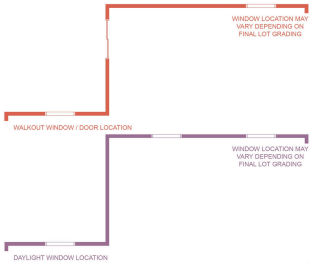 WINDOW LOCATION MAY
VARY DEPENDING ON
FINAL LOT GRADING
WALKOUT WINDOW / DOOR LOCATION
WINDOW LOCATION MAY
VARY DEPENDING ON
FINAL LOT GRADING
DAYLIGHT WINDOW LOCATION